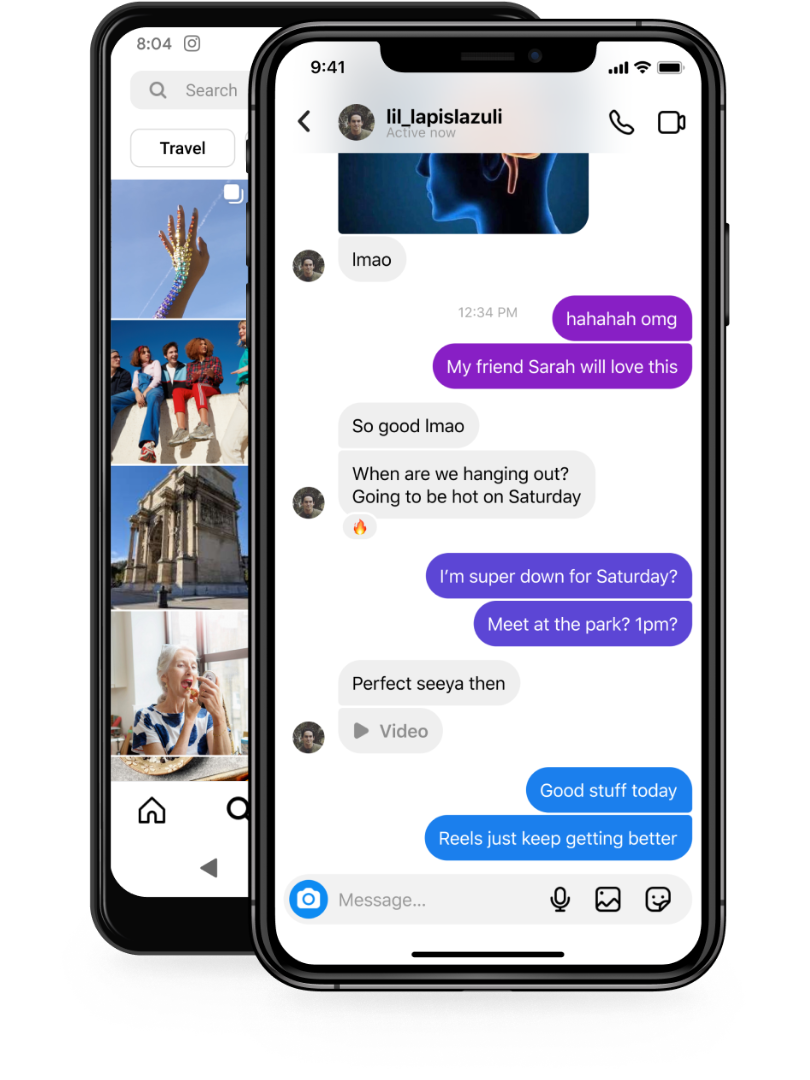 8:04
Search
Travel
9:41
lil_lapislazuli
Active now
lmao
12:34 PM
hahahah omg
My friend Sarah will love this
So good lmao
When are we hanging out?
Going to be hot on Saturday
I’m super down for Saturday?
Meet at the park? 1pm?
Perfect seeya then
Video
Good stuff today
Reels just keep getting better
Message...